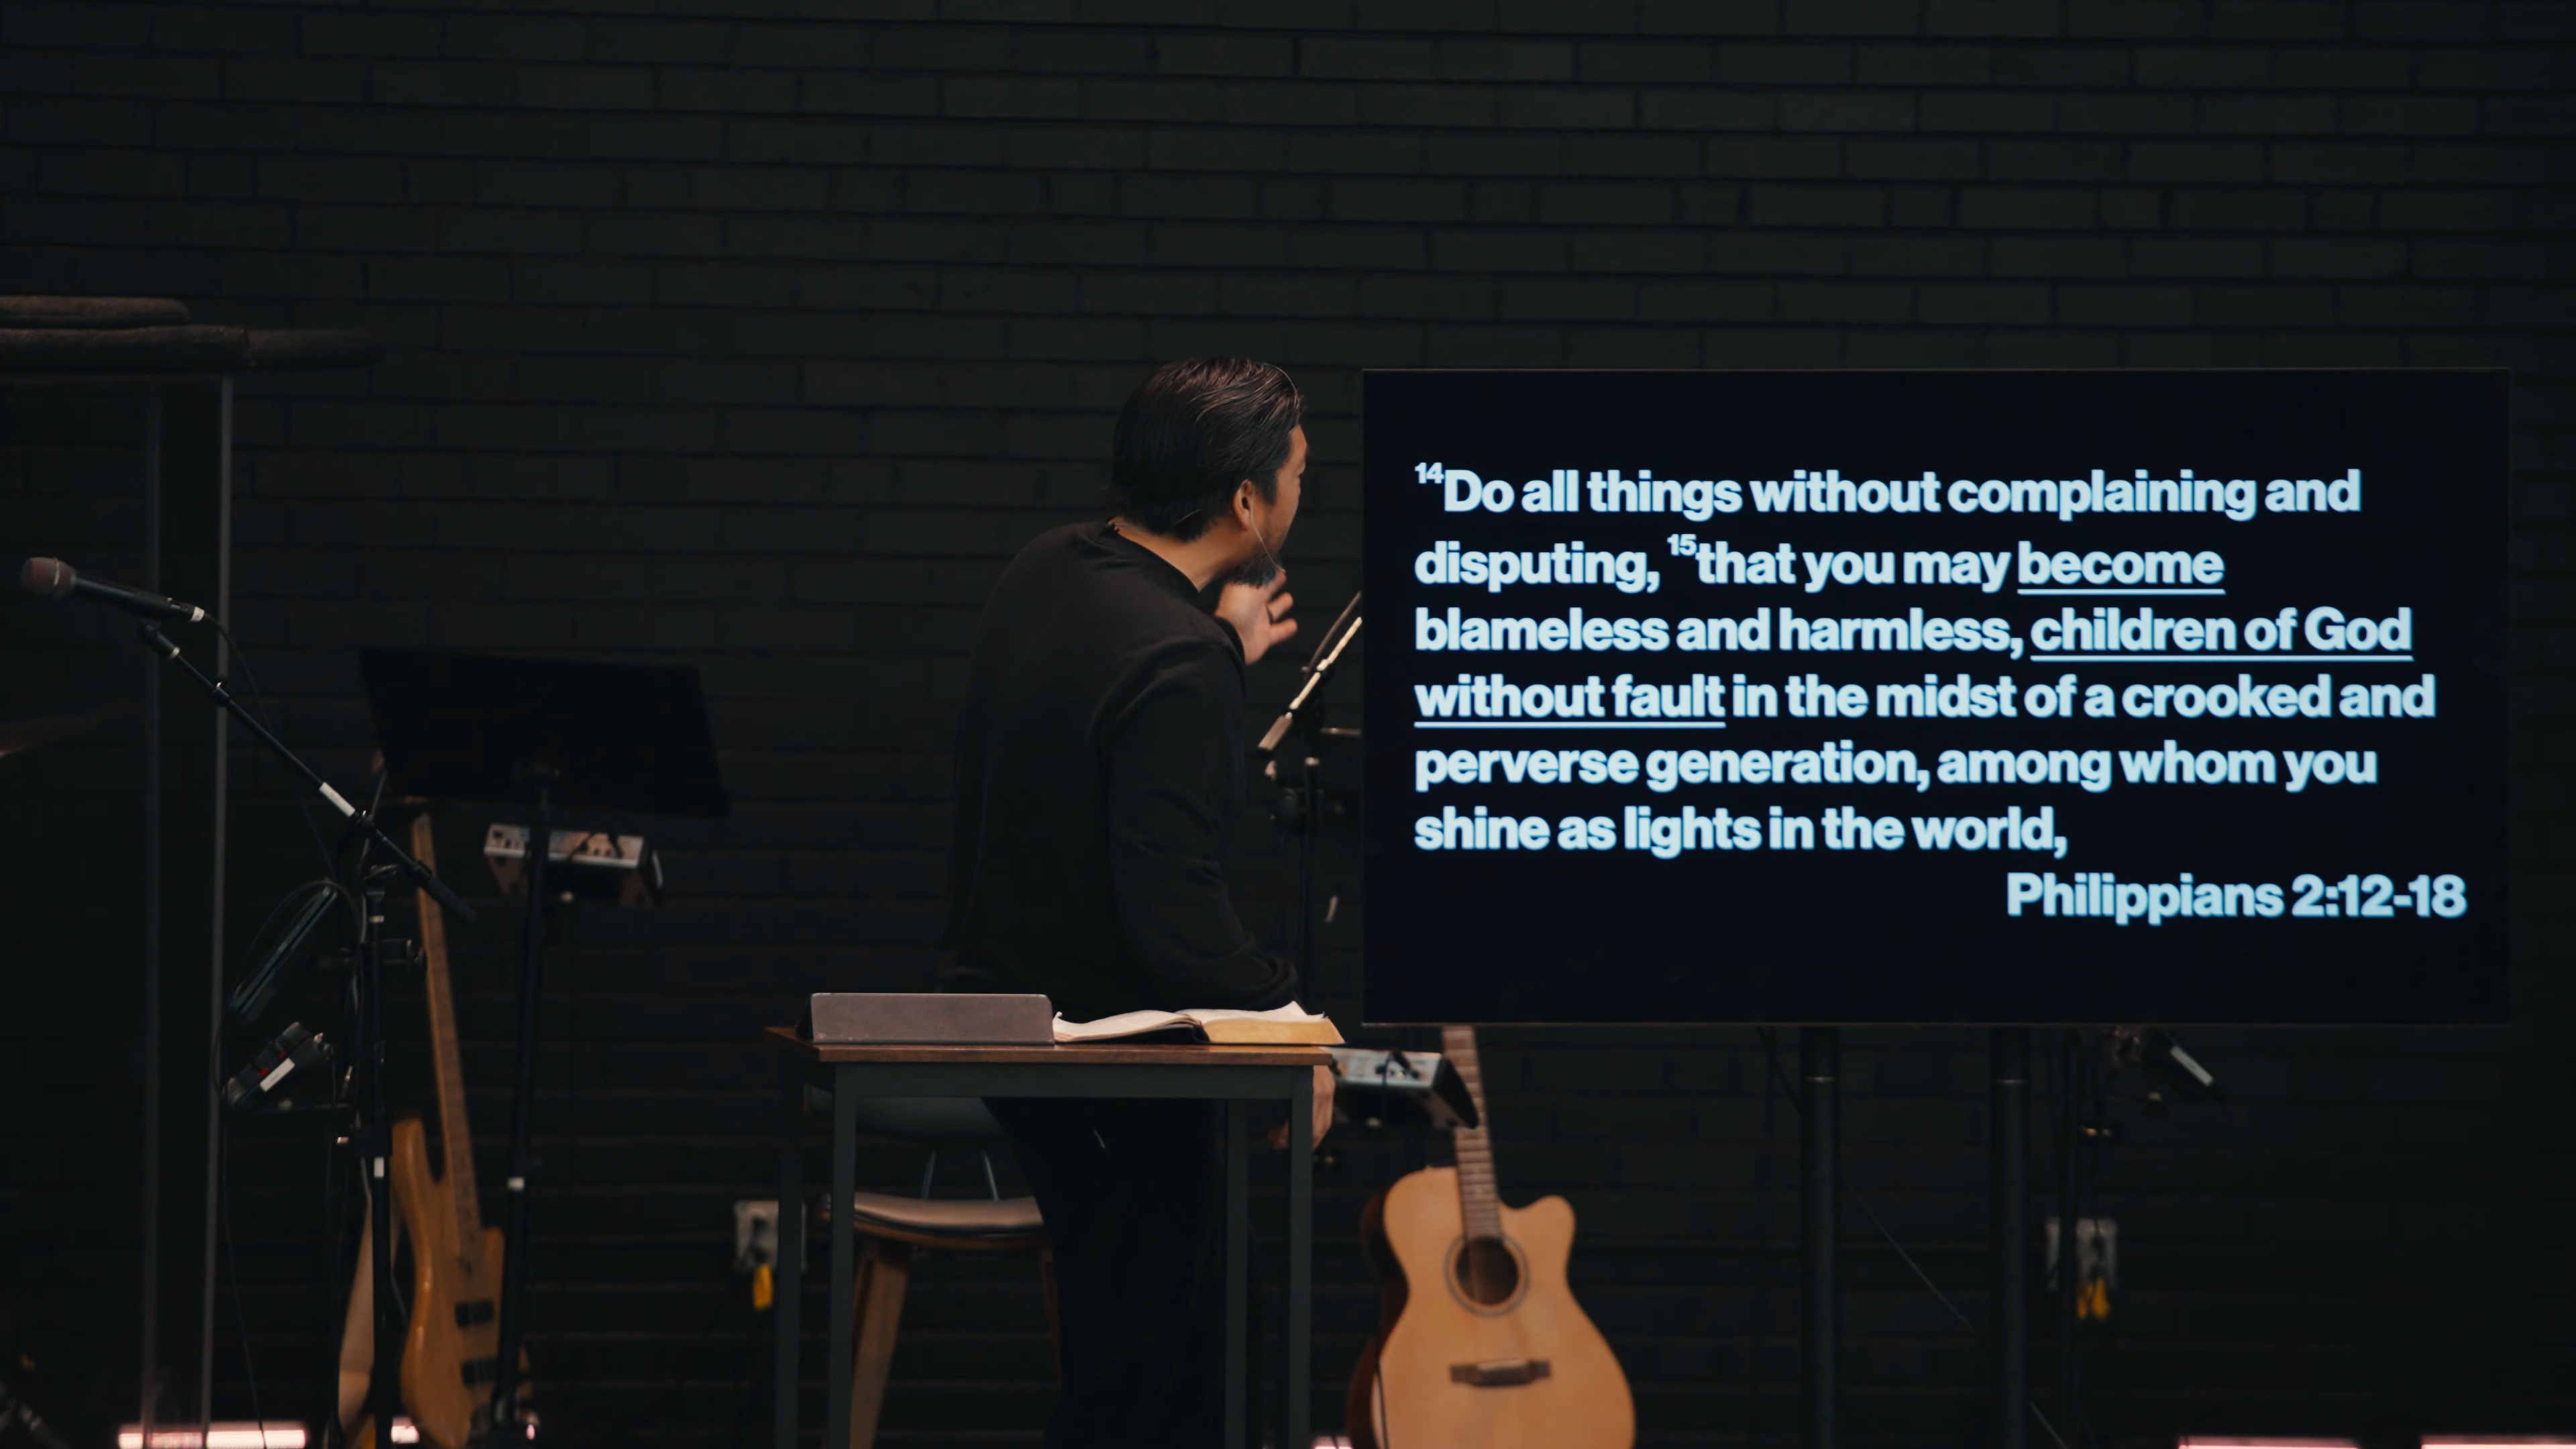 ¹⁴Do all things without complaining and
disputing, ¹⁵that you may become
blameless and harmless, children of God
without fault in the midst of a crooked and
perverse generation, among whom you
shine as lights in the world,
Philippians 2:12-18